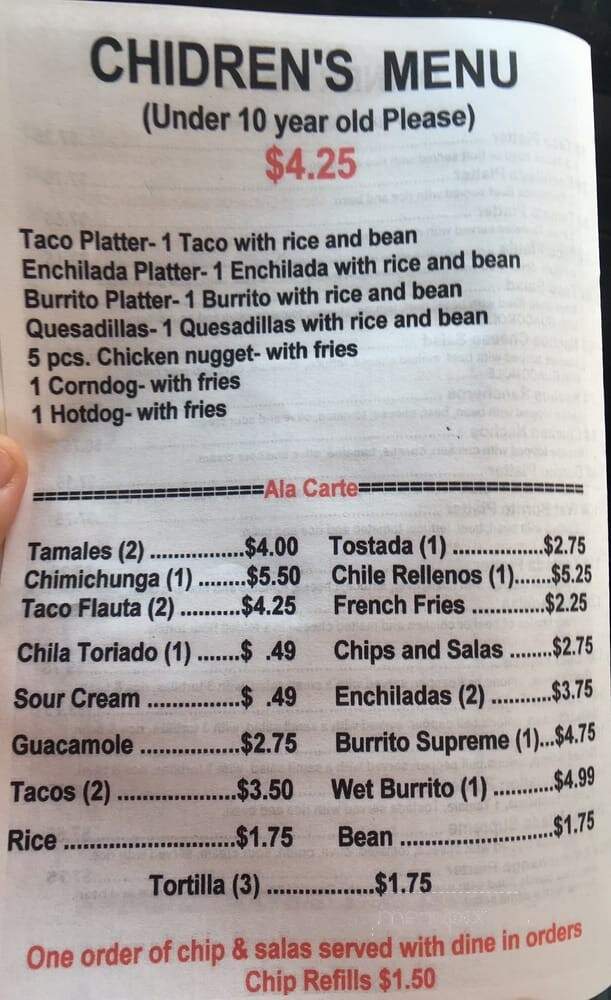 CHIDREN'S MENU
(Under 10 year old Please)
$4.25
Taco Platter- 1 Taco with rice and bean
Enchilada Platter- 1 Enchilada with rice and bean
Burrito Platter- 1 Burrito with rice and bean
Quesadillas- 1 Quesadillas with rice and bean
5 pcs. Chicken nugget- with fries
1 Corndog- with fries
1 Hotdog- with fries
====================Ala Carte====================
Tamales (2) ................$4.00 Tostada (1) ................$2.75
Chimichunga (1) ........$5.50 Chile Rellenos (1).......$5.25
Taco Flauta (2) ..........$4.25 French Fries .............$2.25
Chila Toriado (1) .......$ .49 Chips and Salas ........$2.75
Sour Cream ...............$ .49 Enchiladas (2) ...........$3.75
Guacamole .................$2.75 Burrito Supreme (1)...$4.75
Tacos (2) ....................$3.50 Wet Burrito (1) ...........$4.99
Rice .............................$1.75 Bean ...........................$1.75
Tortilla (3) ..................$1.75
One order of chip & salas served with dine in orders
Chip Refills $1.50